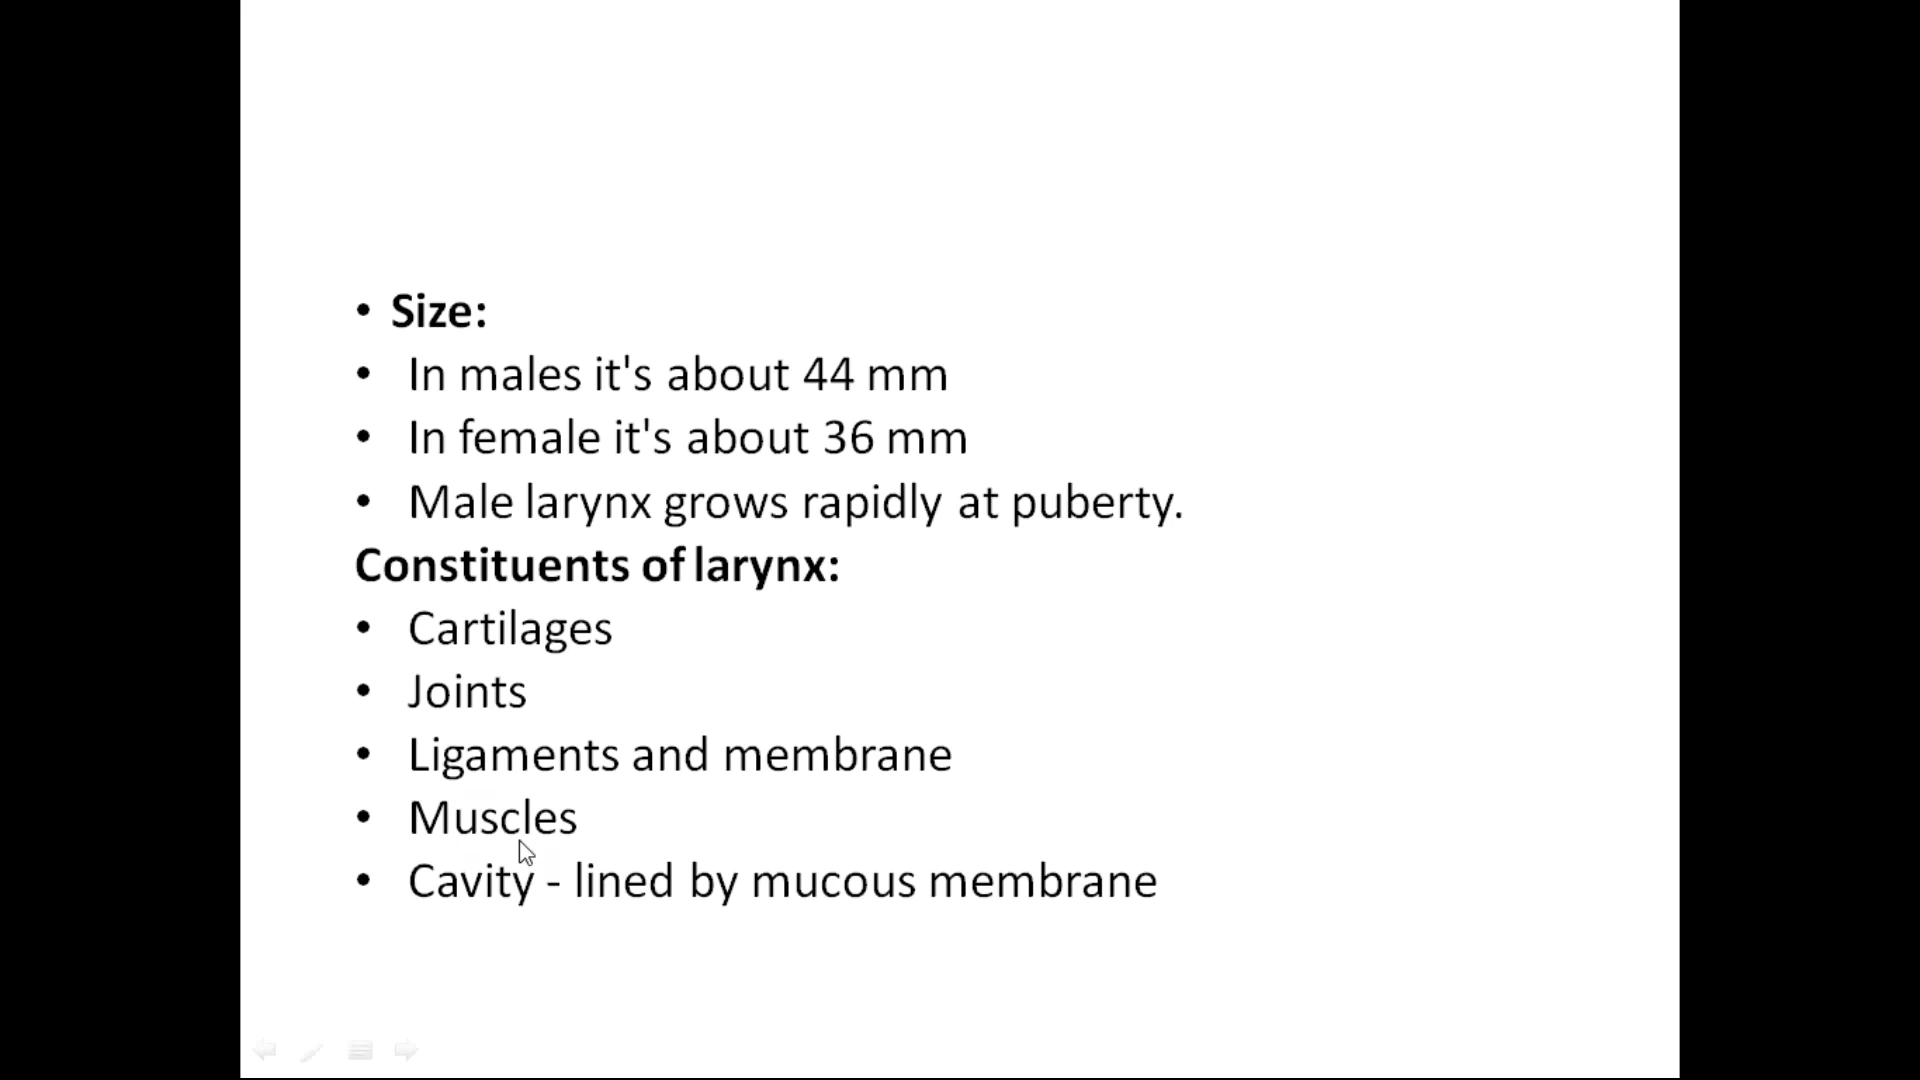 • Size:
• In males it's about 44 mm
• In female it's about 36 mm
• Male larynx grows rapidly at puberty.
Constituents of larynx:
• Cartilages
• Joints
• Ligaments and membrane
• Muscles
• Cavity - lined by mucous membrane